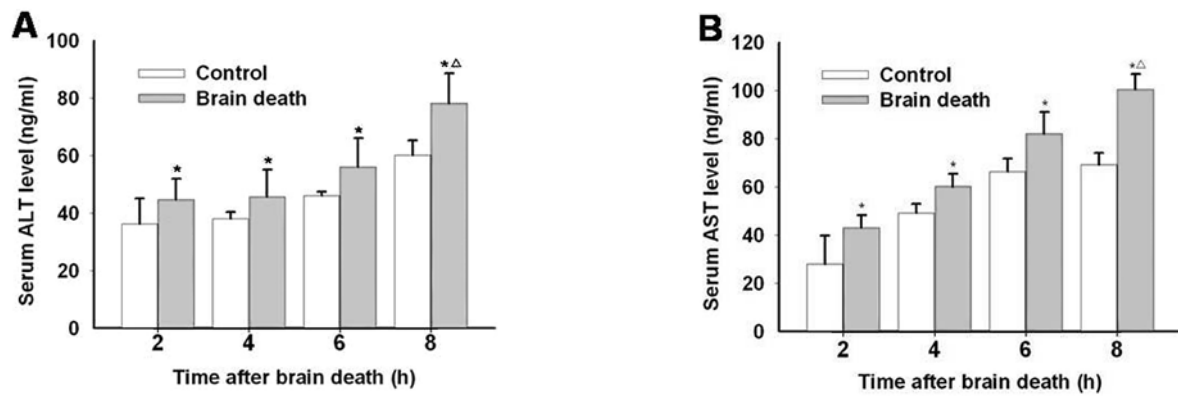 A
Serum ALT level (ng/ml)
100
80
60
40
20
0
Control
Brain death
*
*
*
*△
2 4 6 8
Time after brain death (h)
B
Serum AST level (ng/ml)
120
100
80
60
40
20
0
Control
Brain death
*
*
*
*△
2 4 6 8
Time after brain death (h)